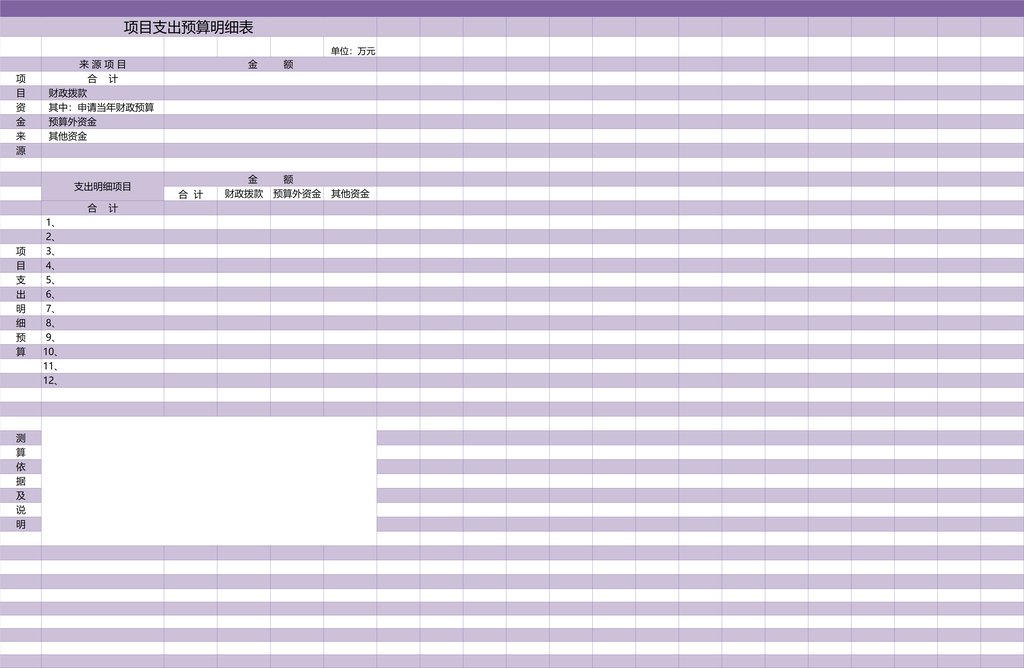 项目支出预算明细表
单位：万元
来 源 项 目 金 额
项 合 计
目 财政拨款
资 其中：申请当年财政预算
金 预算外资金
来 其他资金
源
支出明细项目 金 额
合 计 财政拨款 预算外资金 其他资金
合 计
1、
2、
项 3、
目 4、
支 5、
出 6、
明 7、
细 8、
预 9、
算 10、
11、
12、
测
算
依
据
及
说
明